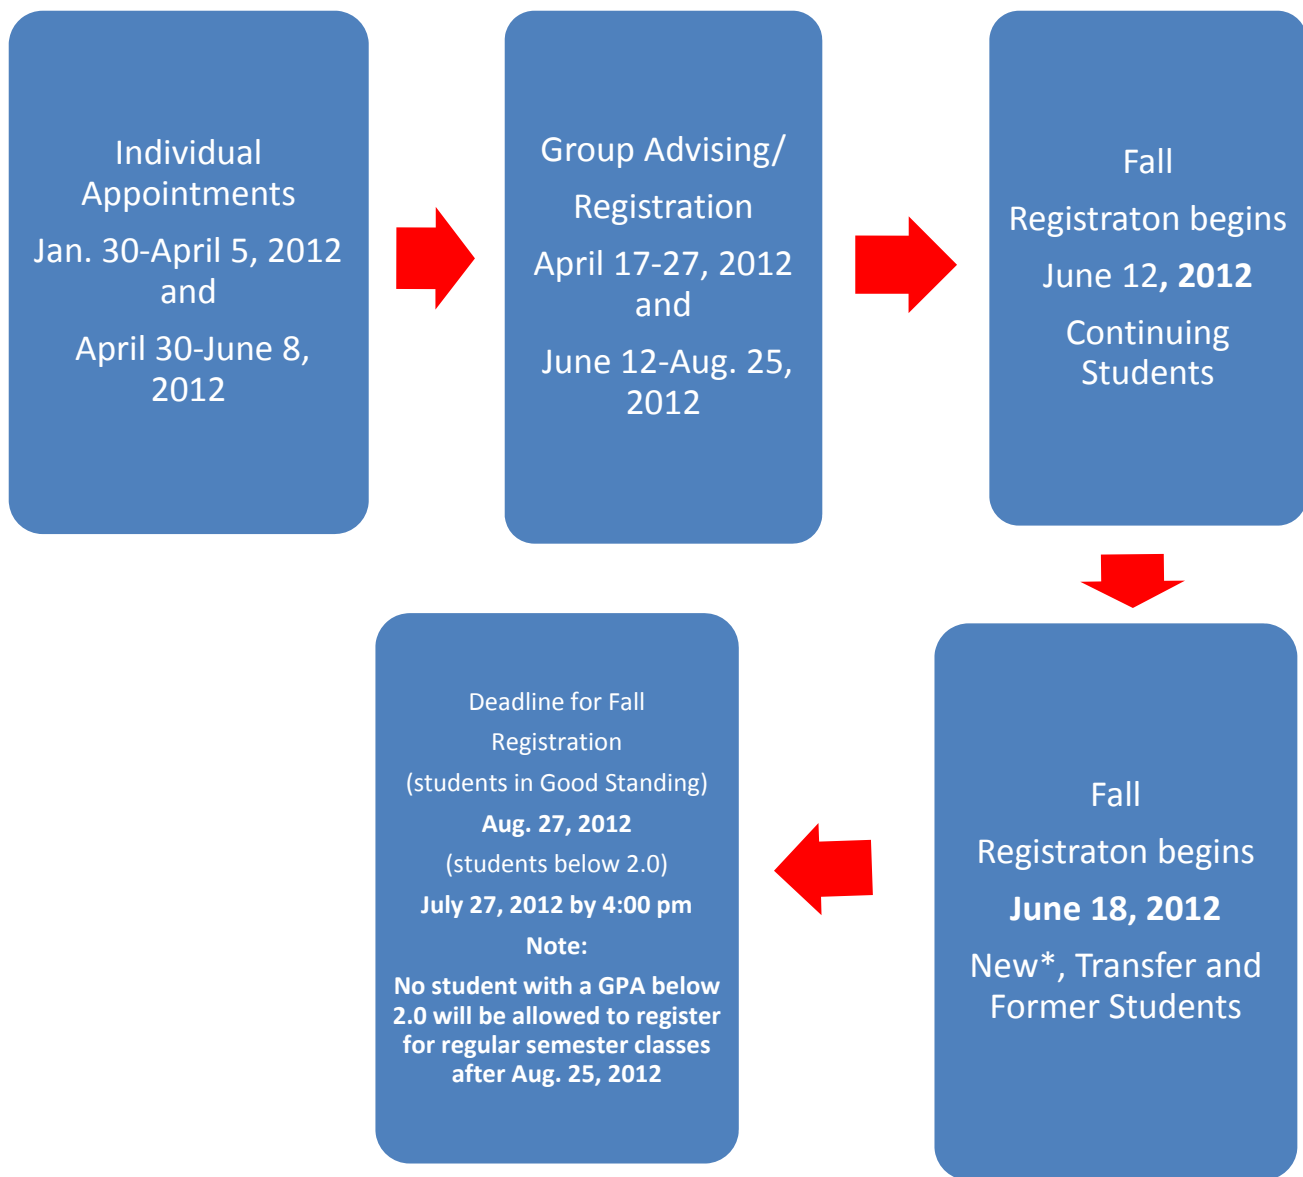 Individual
Appointments
Jan. 30-April 5, 2012
and
April 30-June 8,
2012
Group Advising/
Registration
April 17-27, 2012
and
June 12-Aug. 25,
2012
Fall
Registraton begins
June 12, 2012
Continuing
Students
Fall
Registraton begins
June 18, 2012
New*, Transfer and
Former Students
Deadline for Fall
Registration
(students in Good Standing)
Aug. 27, 2012
(students below 2.0)
July 27, 2012 by 4:00 pm
Note:
No student with a GPA below
2.0 will be allowed to register
for regular semester classes
after Aug. 25, 2012